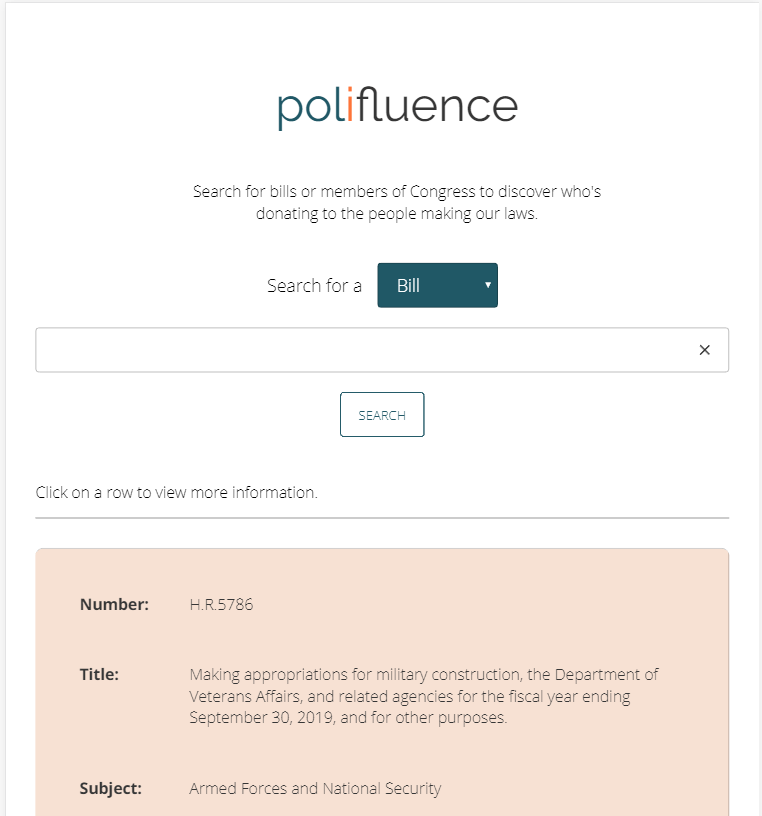 polifluence
Search for bills or members of Congress to discover who's
donating to the people making our laws.
Search for a Bill ▾
×
SEARCH
Click on a row to view more information.
Number: H.R.5786
Title: Making appropriations for military construction, the Department of
Veterans Affairs, and related agencies for the fiscal year ending
September 30, 2019, and for other purposes.
Subject: Armed Forces and National Security